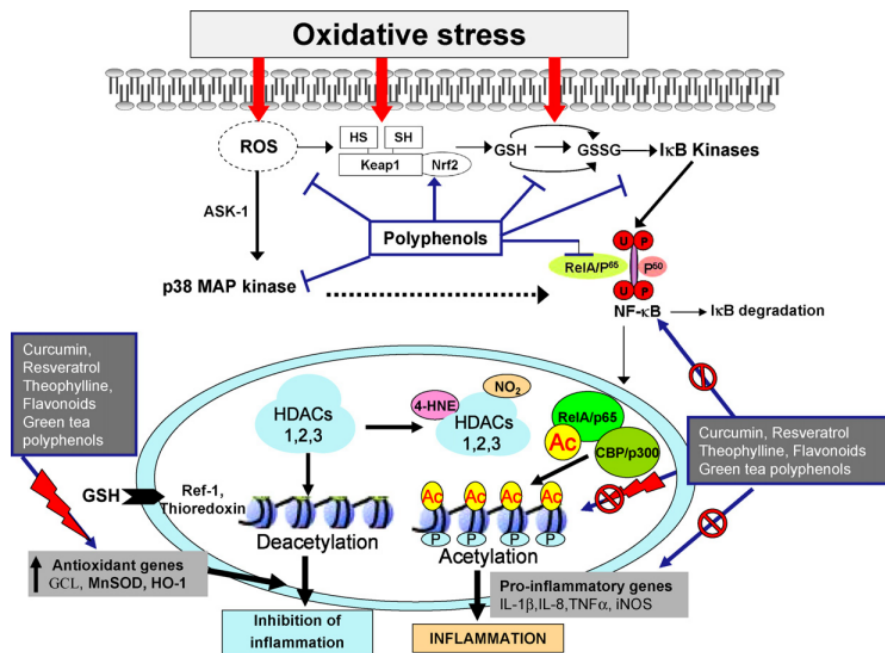 Oxidative stress
ROS
HS
SH
Keap1
Nrf2
GSH
GSSG
IκB Kinases
ASK-1
Polyphenols
p38 MAP kinase
U
P
RelA/P65
P50
U
P
NF-κB
IκB degradation
Curcumin,
Resveratrol
Theophylline,
Flavonoids
Green tea
polyphenols
HDACs
1,2,3
4-HNE
NO2
HDACs
1,2,3
RelA/p65
Ac
CBP/p300
Curcumin, Resveratrol
Theophylline, Flavonoids
Green tea polyphenols
GSH
Ref-1,
Thioredoxin
Ac
Ac
Ac
Ac
P
P
P
P
Deacetylation
Acetylation
Antioxidant genes
GCL, MnSOD, HO-1
Pro-inflammatory genes
IL-1β,IL-8,TNFα, iNOS
Inhibition of
inflammation
INFLAMMATION